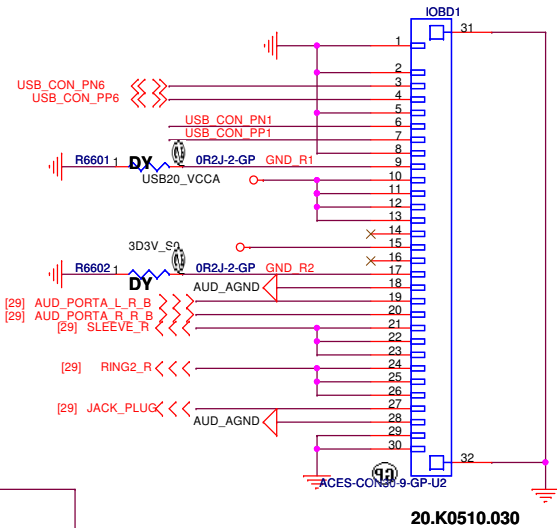 IOBD1
1
31
2
USB_CON_PN6 3
USB_CON_PP6 4
5
USB_CON_PN1 6
USB_CON_PP1 7
8
R6601 1 DY 0R2J-2-GP GND_R1 9
USB20_VCCA 10
11
12
13
14
3D3V_S0 15
16
R6602 1 DY 0R2J-2-GP GND_R2 17
AUD_AGND 18
[29] AUD_PORTA_L_R_B 19
[29] AUD_PORTA_R_R_B 20
[29] SLEEVE_R 21
22
23
[29] RING2_R 24
25
26
[29] JACK_PLUG 27
AUD_AGND 28
29
30
32
ACES-CON30-9-GP-U2
20.K0510.030